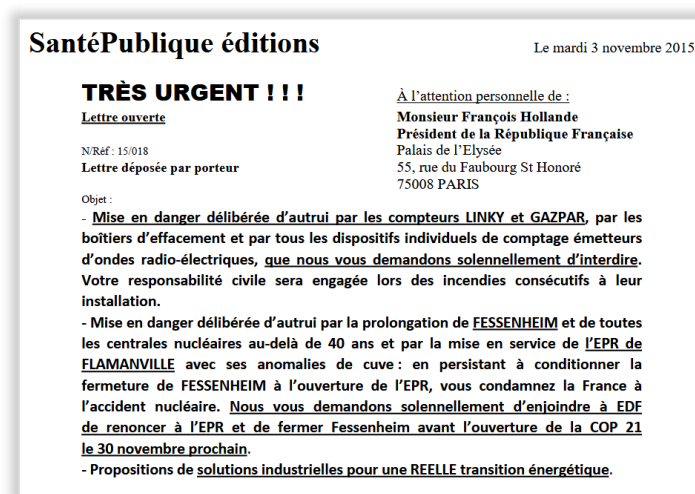 SantéPublique éditions
Le mardi 3 novembre 2015
TRÈS URGENT ! ! !
Lettre ouverte
N/Réf : 15/018
Lettre déposée par porteur
À l'attention personnelle de :
Monsieur François Hollande
Président de la République Française
Palais de l'Elysée
55, rue du Faubourg St Honoré
75008 PARIS
Objet :
- Mise en danger délibérée d'autrui par les compteurs LINKY et GAZPAR, par les
boîtiers d'effacement et par tous les dispositifs individuels de comptage émetteurs
d'ondes radio-électriques, que nous vous demandons solennellement d'interdire.
Votre responsabilité civile sera engagée lors des incendies consécutifs à leur
installation.
- Mise en danger délibérée d'autrui par la prolongation de FESSENHEIM et de toutes
les centrales nucléaires au-delà de 40 ans et par la mise en service de l'EPR de
FLAMANVILLE avec ses anomalies de cuve : en persistant à conditionner la
fermeture de FESSENHEIM à l'ouverture de l'EPR, vous condamnez la France à
l'accident nucléaire. Nous vous demandons solennellement d'enjoindre à EDF
de renoncer à l'EPR et de fermer Fessenheim avant l'ouverture de la COP 21
le 30 novembre prochain.
- Propositions de solutions industrielles pour une REELLE transition énergétique.